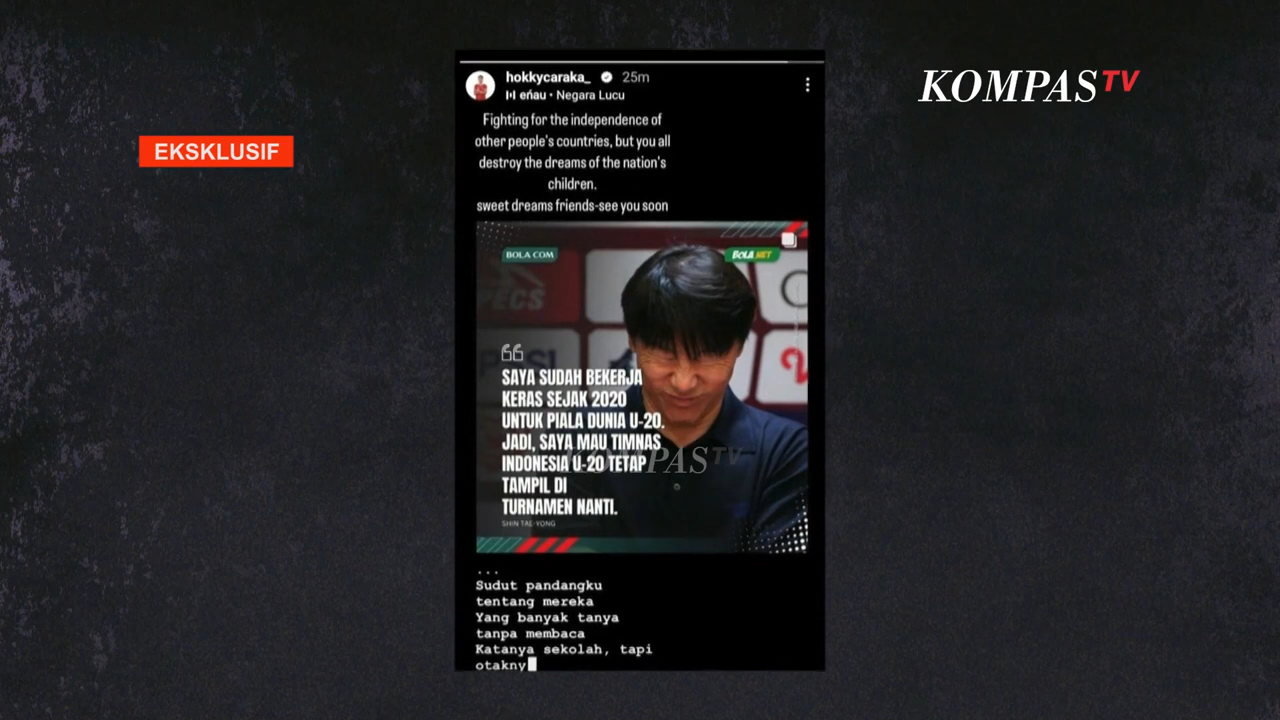 KOMPASTV
EKSKLUSIF
hokkycaraka_ 25m
eńau • Negara Lucu
Fighting for the independence of
other people's countries, but you all
destroy the dreams of the nation's
children.
sweet dreams friends-see you soon
BOLA.COM
BOLA.NET
SAYA SUDAH BEKERJA
KERAS SEJAK 2020
UNTUK PIALA DUNIA U-20.
JADI, SAYA MAU TIMNAS
INDONESIA U-20 TETAP
TAMPIL DI
TURNAMEN NANTI.
SHIN TAE-YONG
KOMPASTV
...
Sudut pandangku
tentang mereka
Yang banyak tanya
tanpa membaca
Katanya sekolah, tapi
otakny